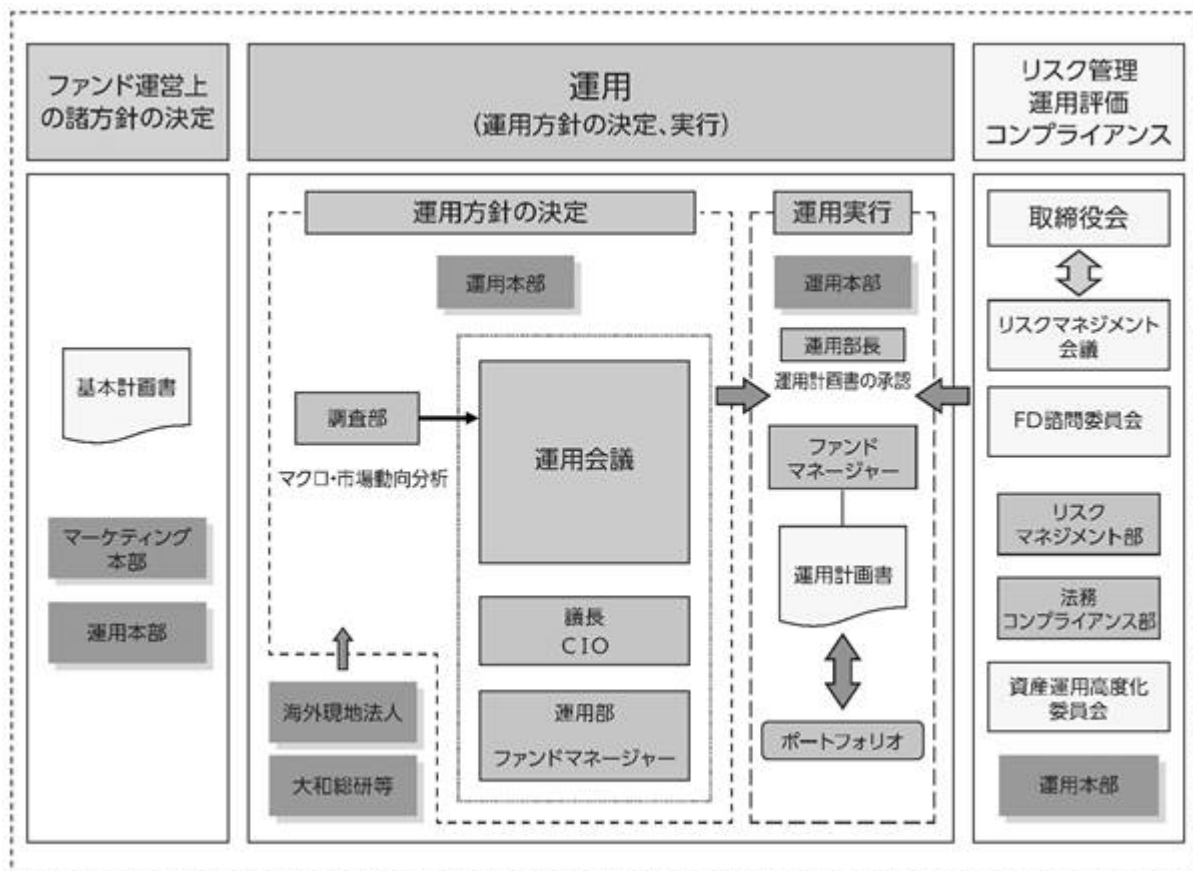 ファンド運営上
の諸方針の決定
運用
(運用方針の決定、実行)
リスク管理
運用評価
コンプライアンス
基本計画書
マーケティング
本部
運用本部
運用方針の決定
運用本部
調査部
マクロ・市場動向分析
運用会議
議長
CIO
運用部
ファンドマネージャー
海外現地法人
大和総研等
運用実行
運用本部
運用部長
運用計画書の承認
ファンド
マネージャー
運用計画書
ポートフォリオ
取締役会
リスクマネジメント
会議
FD諮問委員会
リスク
マネジメント部
法務
コンプライアンス部
資産運用高度化
委員会
運用本部